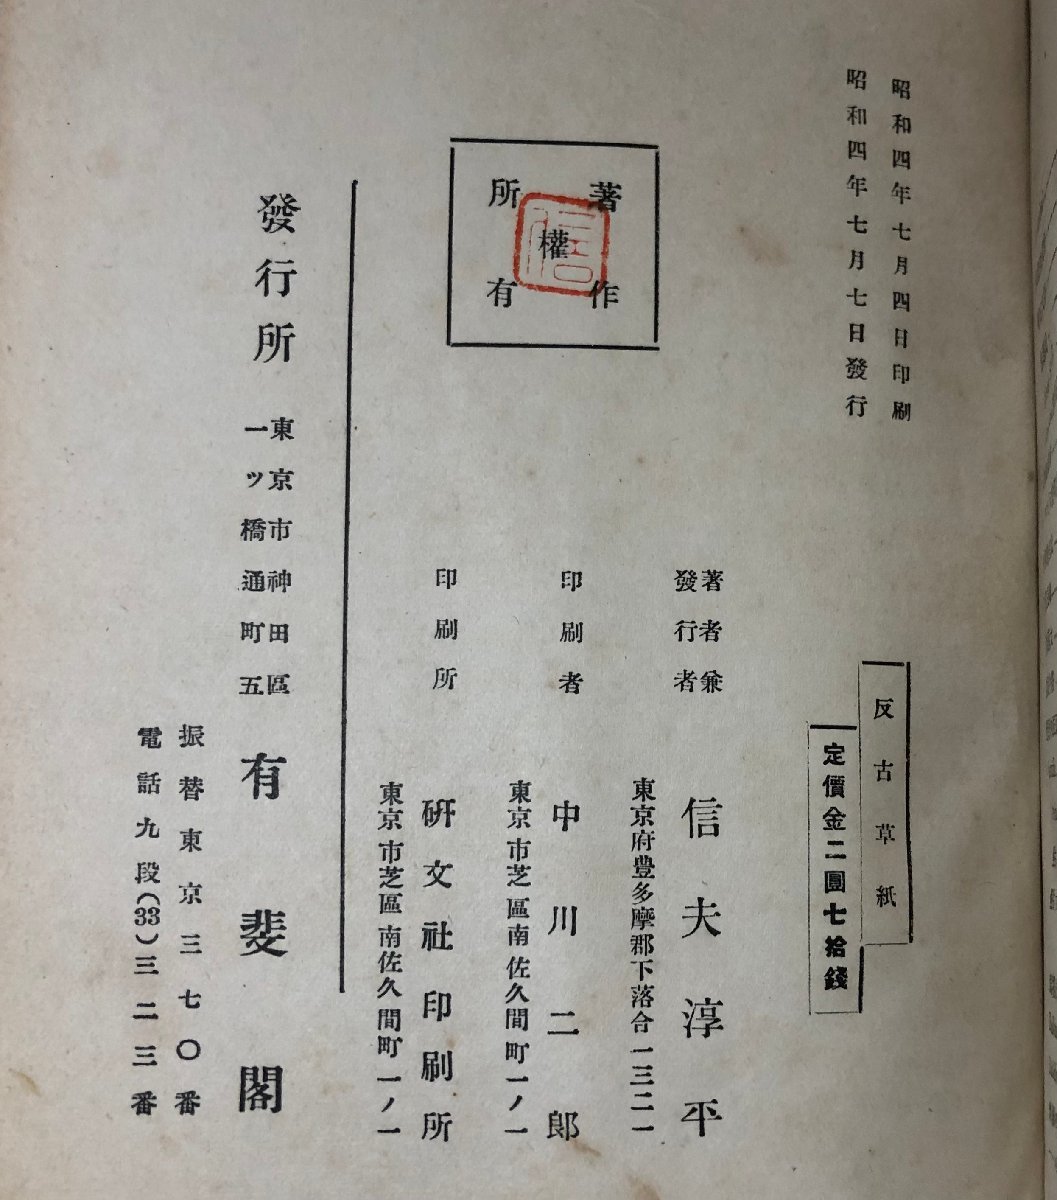 昭和四年七月四日印刷
昭和四年七月七日發行
反古草紙
定價金二圓七拾錢
著作權所有
信
著者兼
發行者
信夫淳平
東京府豊多摩郡下落合一三二一
印刷者
中川二郎
東京市芝區南佐久間町一ノ一
印刷所
硏文社印刷所
東京市芝區南佐久間町一ノ一
發行所
東京市神田區
一ッ橋通町五
有斐閣
振替東京三七〇番
電話九段(33)三二三番